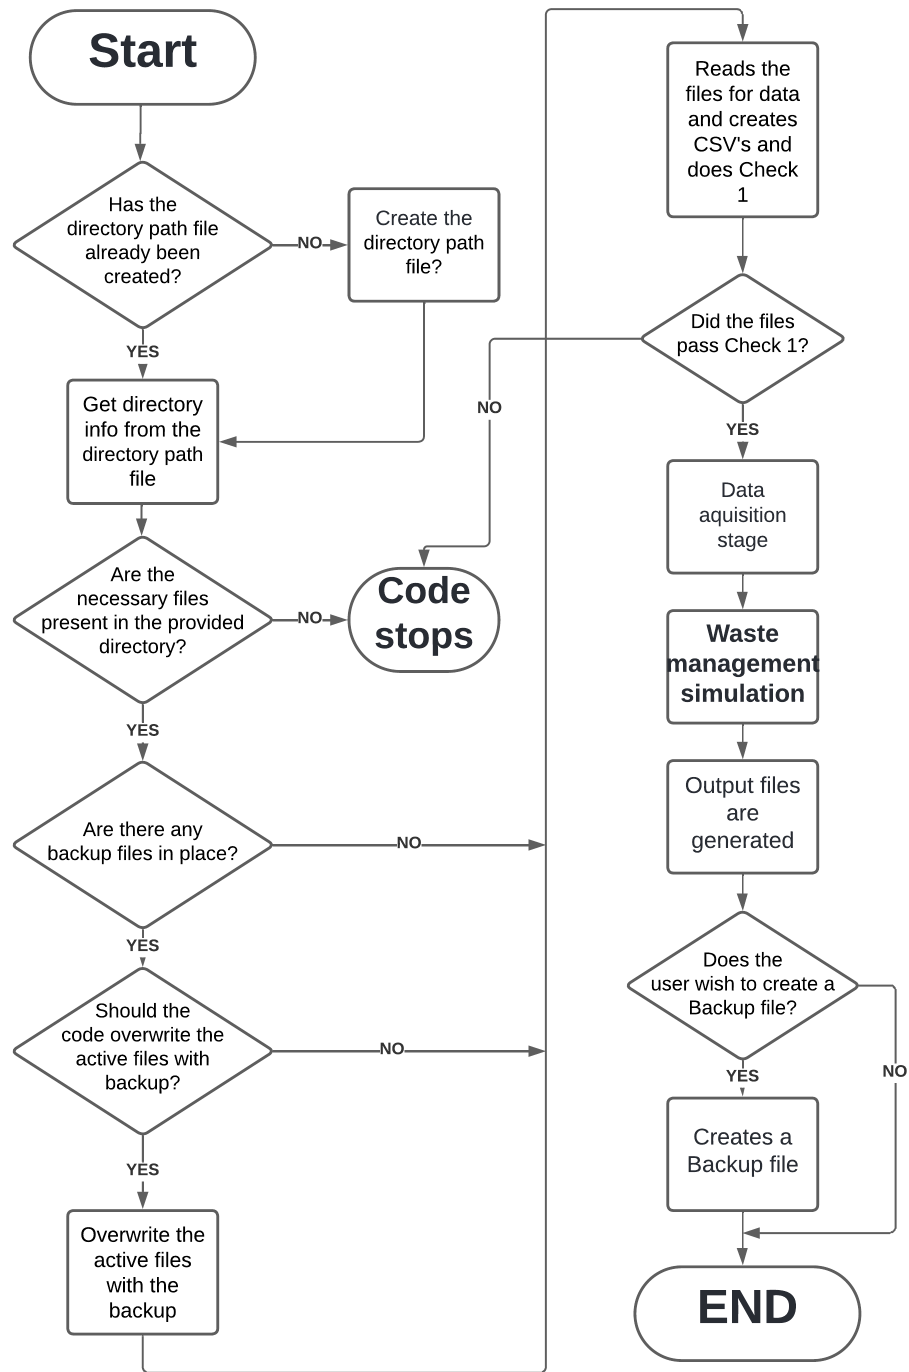 Start
Has the
directory path file
already been
created?
NO
Create the
directory path
file?
YES
Get directory
info from the
directory path
file
Are the
necessary files
present in the provided
directory?
NO
Code
stops
YES
Are there any
backup files in place?
NO
YES
Should the
code overwrite the
active files with
backup?
NO
YES
Overwrite the
active files
with the
backup
Reads the
files for data
and creates
CSV's and
does Check
1
Did the files
pass Check 1?
NO
YES
Data
aquisition
stage
Waste
management
simulation
Output files
are
generated
Does the
user wish to create a
Backup file?
NO
YES
Creates a
Backup file
END